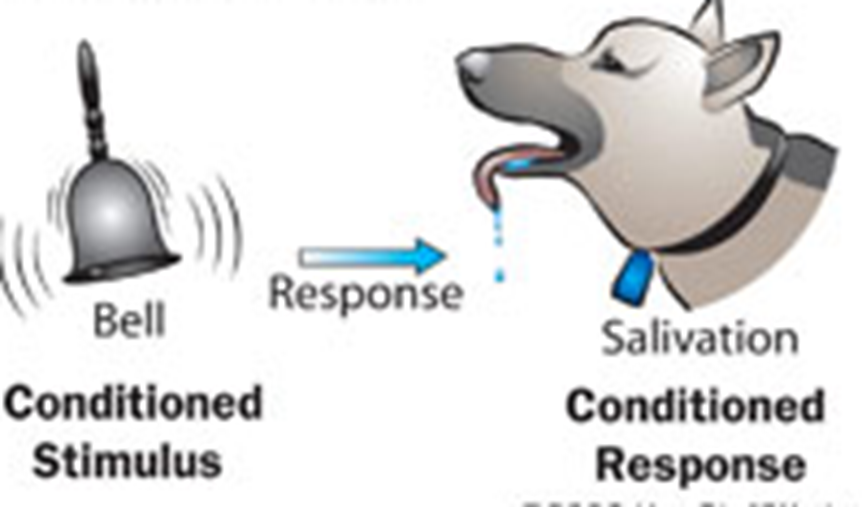 Bell
Response
Salivation
Conditioned
Stimulus
Conditioned
Response